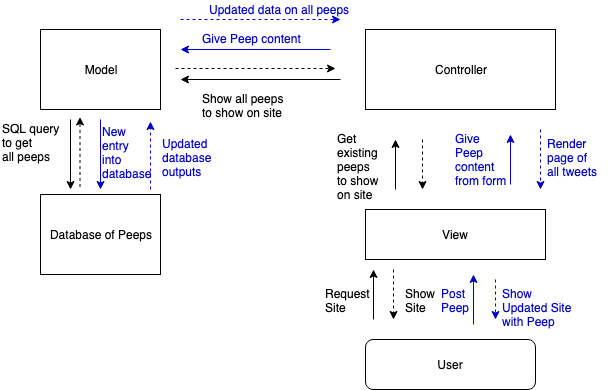 Updated data on all peeps
Give Peep content
Model
Controller
Show all peeps
to show on site
SQL query
to get
all peeps
New
entry
into
database
Updated
database
outputs
Get
existing
peeps
to show
on site
Give
Peep
content
from form
Render
page of
all tweets
Database of Peeps
View
Request
Site
Show
Site
Post
Peep
Show
Updated Site
with Peep
User